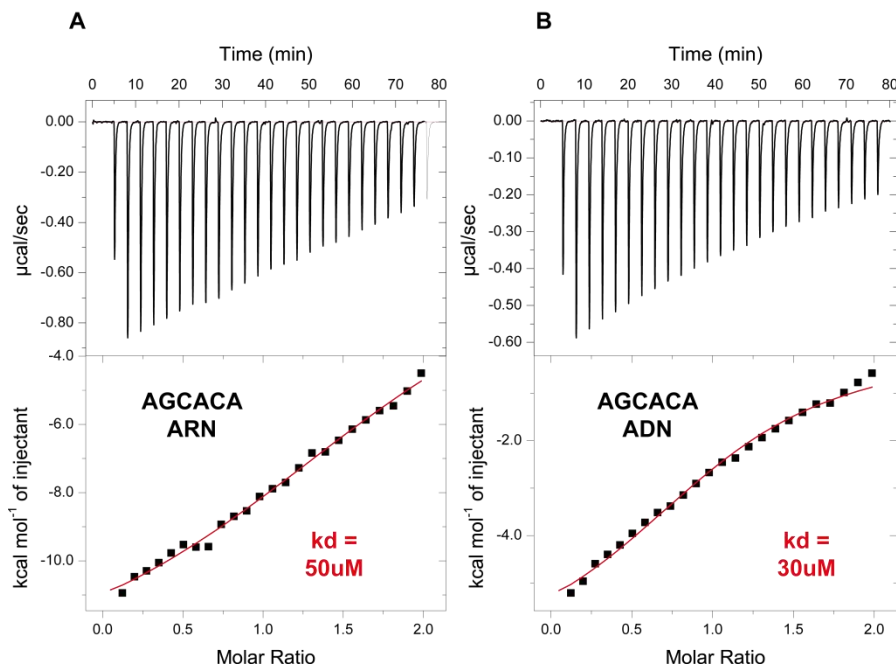 A
Time (min)
0 10 20 30 40 50 60 70 80
0.00
-0.20
-0.40
-0.60
-0.80
µcal/sec
-4.0
-6.0
-8.0
-10.0
kcal mol⁻¹ of injectant
AGCACA
ARN
kd =
50uM
0.0 0.5 1.0 1.5 2.0
Molar Ratio
B
Time (min)
0 10 20 30 40 50 60 70 80
0.00
-0.10
-0.20
-0.30
-0.40
-0.50
-0.60
µcal/sec
-2.0
-4.0
kcal mol⁻¹ of injectant
AGCACA
ADN
kd =
30uM
0.0 0.5 1.0 1.5 2.0
Molar Ratio